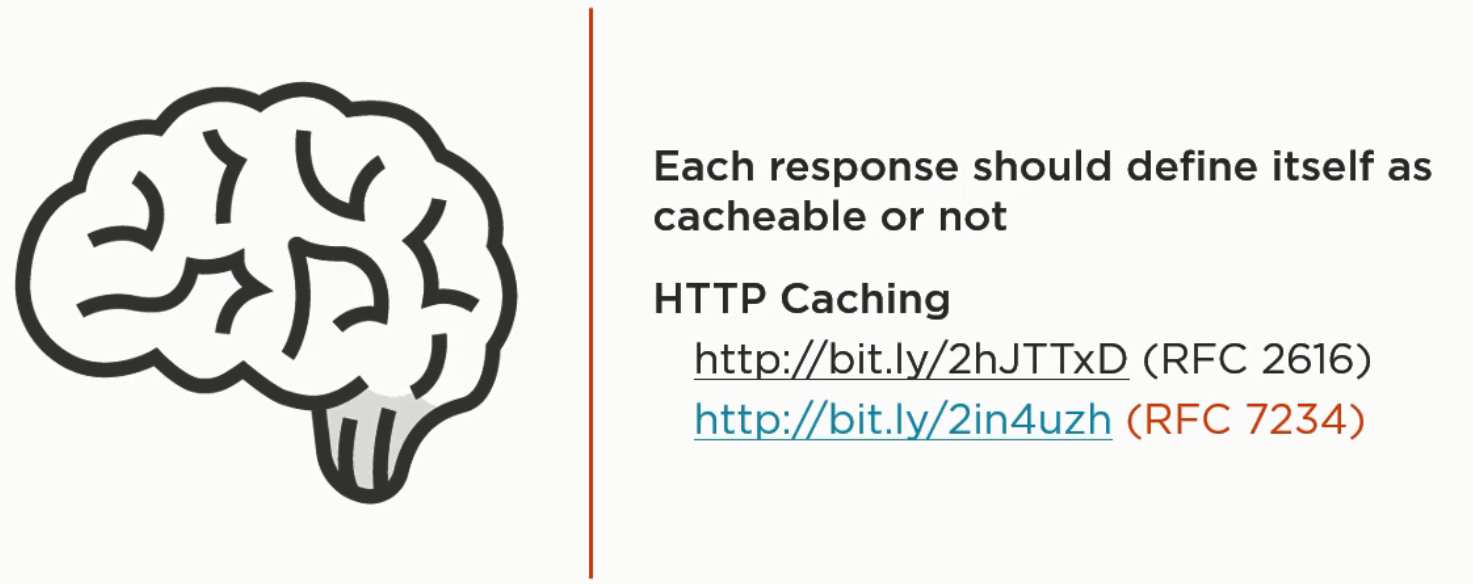 Each response should define itself as
cacheable or not
HTTP Caching
http://bit.ly/2hJTTxD (RFC 2616)
http://bit.ly/2in4uzh (RFC 7234)